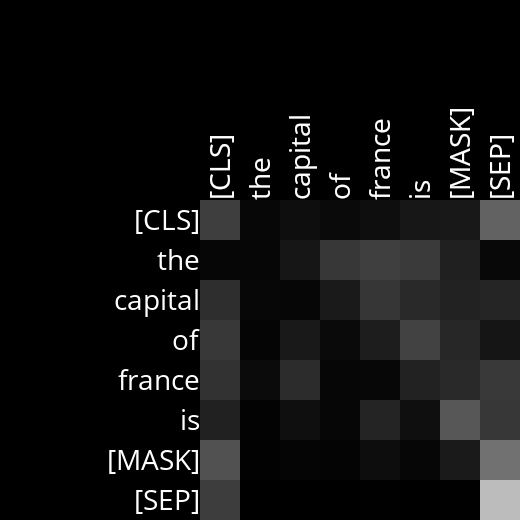 [CLS] the capital of france is [MASK] [SEP]
[CLS]
the
capital
of
france
is
[MASK]
[SEP]